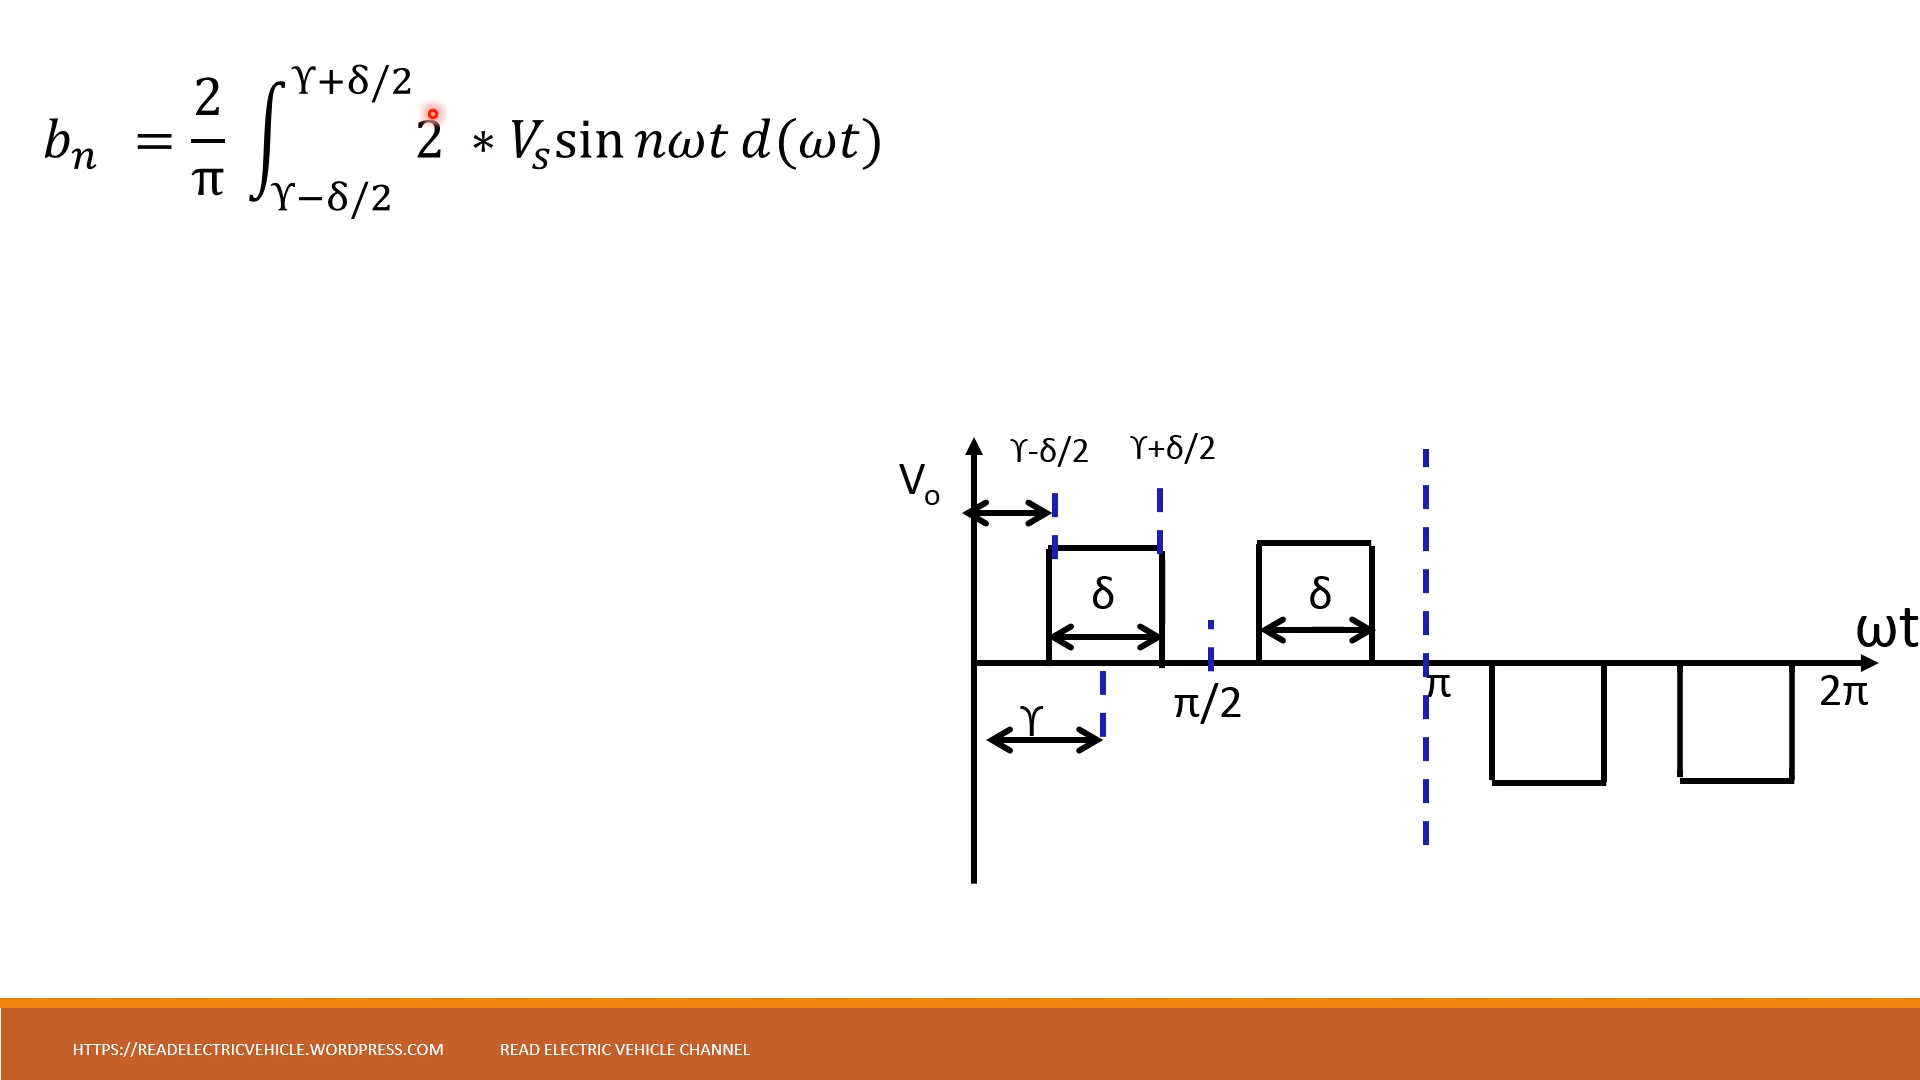 bₙ = 2/π ∫_{ϒ−δ/2}^{ϒ+δ/2} 2 * Vₛ sin nωt d(ωt)
ϒ-δ/2
ϒ+δ/2
Vₒ
δ
δ
ωt
π/2
π
2π
ϒ
HTTPS://READELECTRICVEHICLE.WORDPRESS.COM READ ELECTRIC VEHICLE CHANNEL